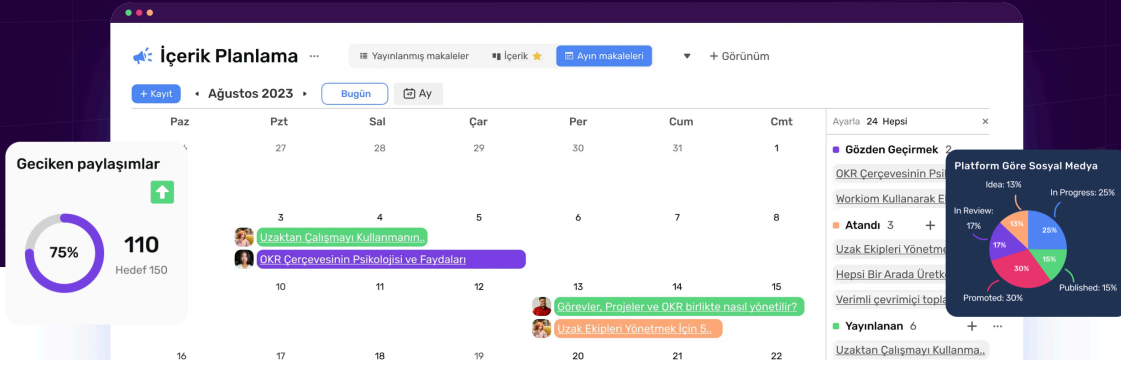 İçerik Planlama ...
Yayınlanmış makaleler
İçerik
Ayın makaleleri
+ Görünüm
+ Kayıt
Ağustos 2023
Bugün
Ay
Paz Pzt Sal Çar Per Cum Cmt
27 28 29 30 31 1
3 4 5 6 7 8
Uzaktan Çalışmayı Kullanmanın..
OKR Çerçevesinin Psikolojisi ve Faydaları
10 11 12 13 14 15
Görevler, Projeler ve OKR birlikte nasıl yönetilir?
Uzak Ekipleri Yönetmek İçin 5..
16 17 18 19 20 21 22
Ayarla 24 Hepsi ×
Gözden Geçirmek 2
OKR Çerçevesinin Psi
Workiom Kullanarak E
Atandı 3 +
Uzak Ekipleri Yönetme
Hepsi Bir Arada Üretk
Verimli çevrimiçi topla
Yayınlanan 6 + ...
Uzaktan Çalışmayı Kullanma..
Geciken paylaşımlar
75%
110
Hedef 150
Platform Göre Sosyal Medya
Idea: 13%
In Progress: 25%
In Review:
17%
13%
25%
17%
15%
30%
Published: 15%
Promoted: 30%